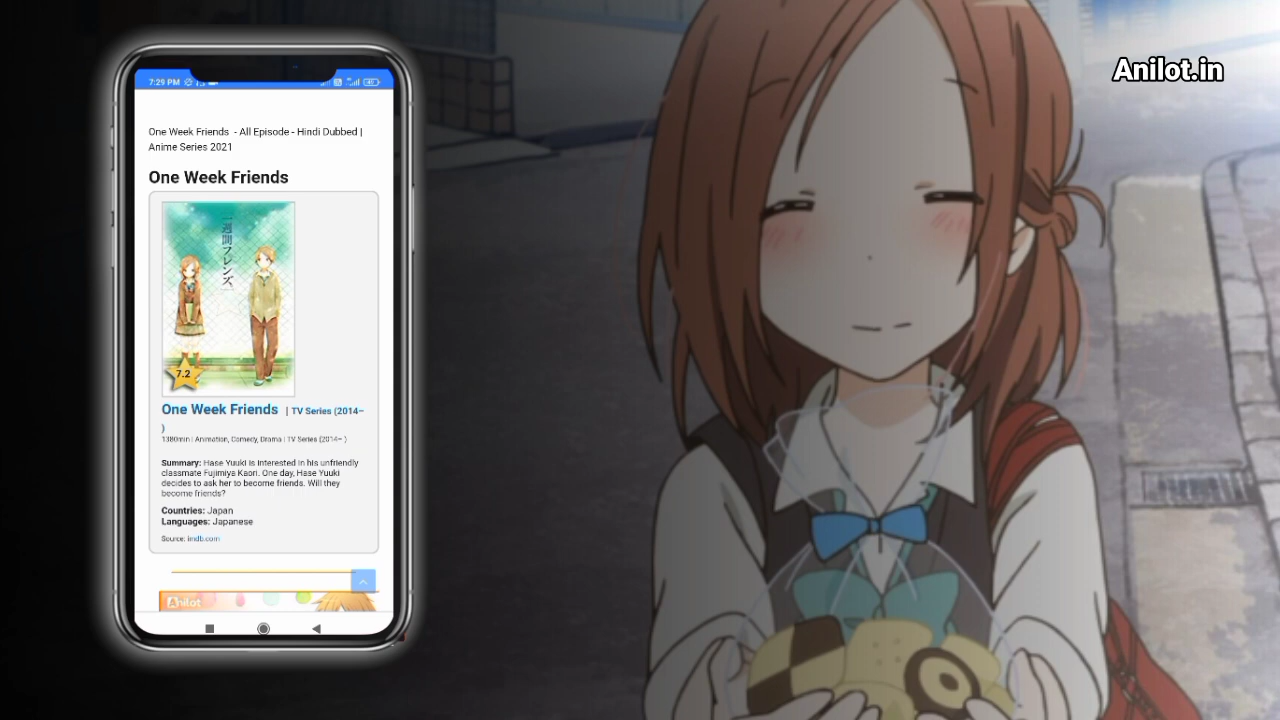 Anilot.in
7:29 PM
One Week Friends - All Episode - Hindi Dubbed |
Anime Series 2021
One Week Friends
一週間フレンズ。
7.2
One Week Friends | TV Series (2014–
)
1380min | Animation, Comedy, Drama | TV Series (2014– )
Summary: Hase Yuuki is interested in his unfriendly
classmate Fujimiya Kaori. One day, Hase Yuuki
decides to ask her to become friends. Will they
become friends?
Countries: Japan
Languages: Japanese
Source: imdb.com
Anilot